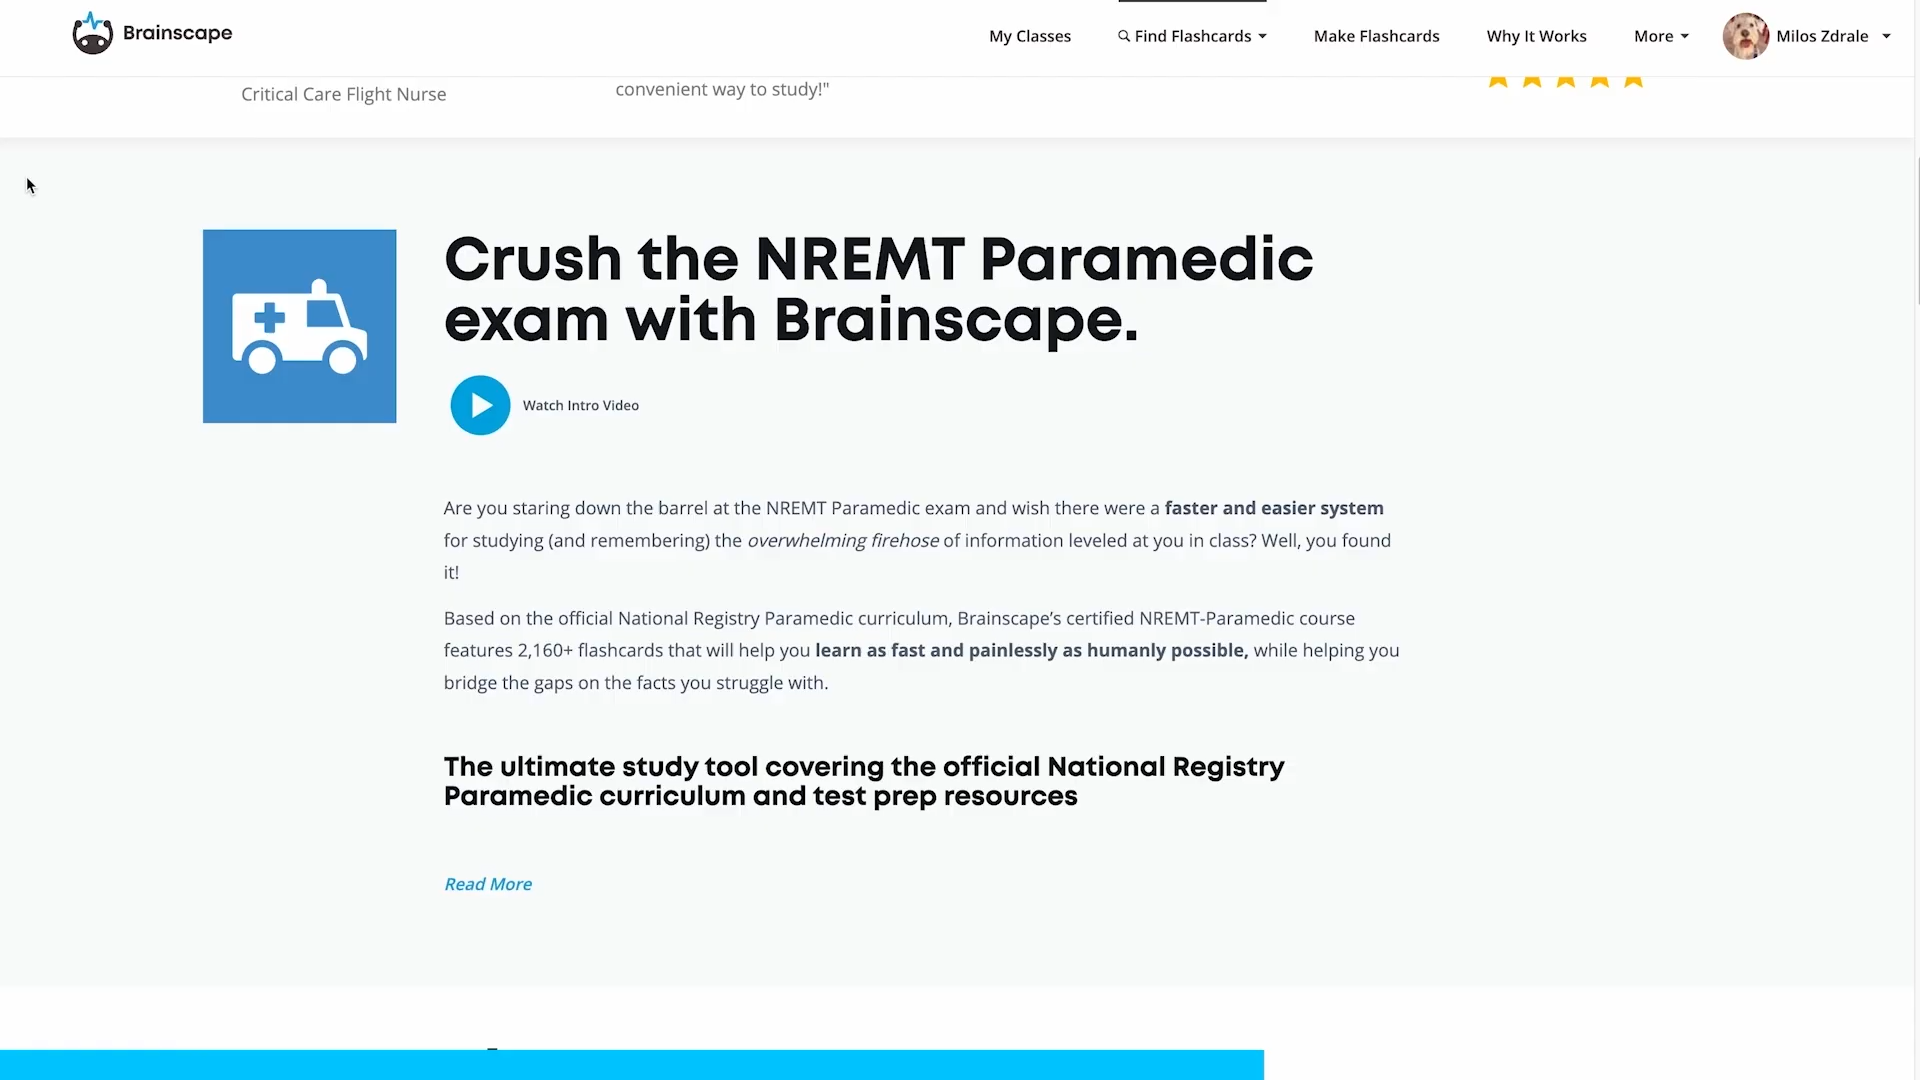 Brainscape
My Classes
Find Flashcards
Make Flashcards
Why It Works
More
Milos Zdrale
Critical Care Flight Nurse
convenient way to study!"
Crush the NREMT Paramedic
exam with Brainscape.
Watch Intro Video
Are you staring down the barrel at the NREMT Paramedic exam and wish there were a faster and easier system
for studying (and remembering) the overwhelming firehose of information leveled at you in class? Well, you found
it!
Based on the official National Registry Paramedic curriculum, Brainscape’s certified NREMT-Paramedic course
features 2,160+ flashcards that will help you learn as fast and painlessly as humanly possible, while helping you
bridge the gaps on the facts you struggle with.
The ultimate study tool covering the official National Registry
Paramedic curriculum and test prep resources
Read More